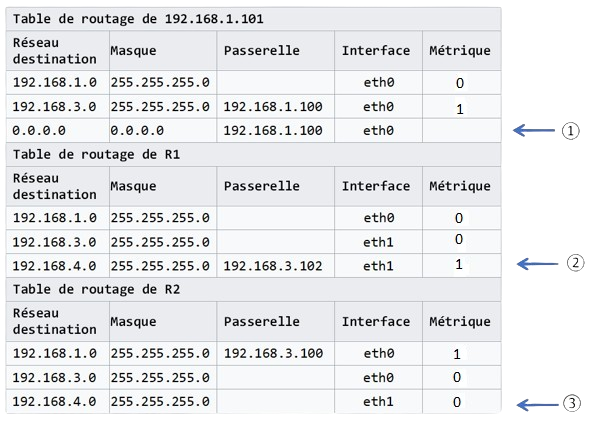 Table de routage de 192.168.1.101
Réseau destination Masque Passerelle Interface Métrique
192.168.1.0 255.255.255.0 eth0 0
192.168.3.0 255.255.255.0 192.168.1.100 eth0 1
0.0.0.0 0.0.0.0 192.168.1.100 eth0 ①
Table de routage de R1
Réseau destination Masque Passerelle Interface Métrique
192.168.1.0 255.255.255.0 eth0 0
192.168.3.0 255.255.255.0 eth1 0
192.168.4.0 255.255.255.0 192.168.3.102 eth1 1 ②
Table de routage de R2
Réseau destination Masque Passerelle Interface Métrique
192.168.1.0 255.255.255.0 192.168.3.100 eth0 1
192.168.3.0 255.255.255.0 eth0 0
192.168.4.0 255.255.255.0 eth1 0 ③